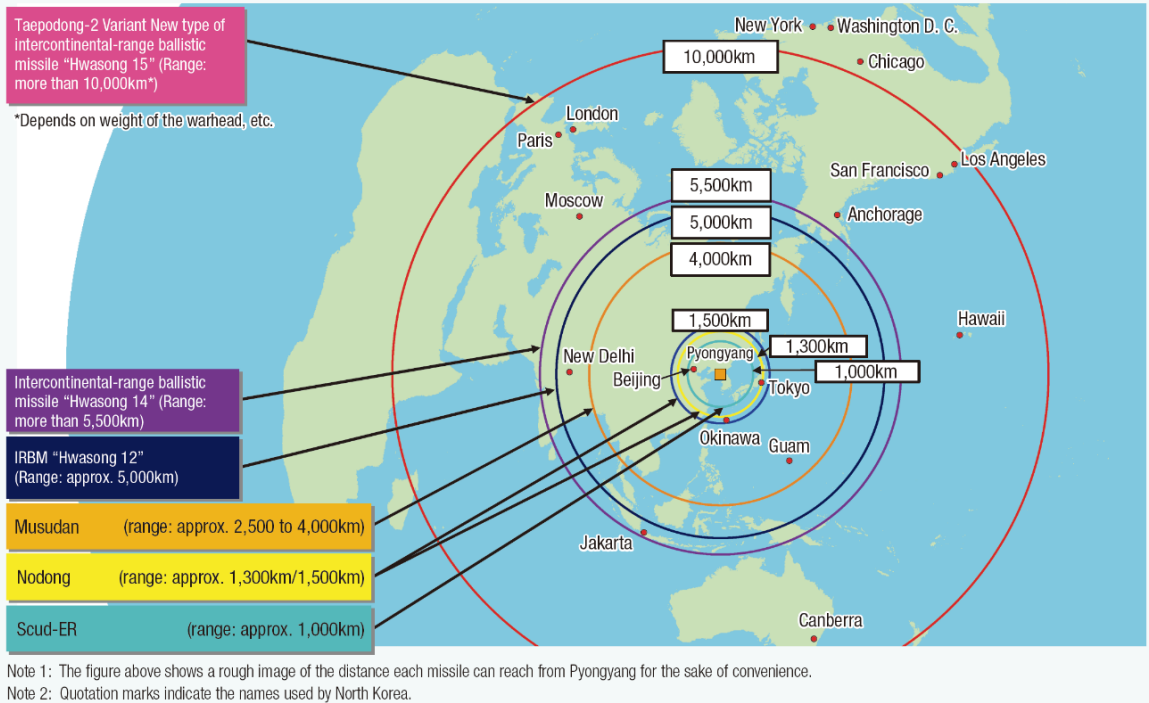 Taepodong-2 Variant New type of
intercontinental-range ballistic
missile “Hwasong 15” (Range:
more than 10,000km*)
*Depends on weight of the warhead, etc.
New York
Washington D. C.
10,000km
Chicago
London
Paris
San Francisco
Los Angeles
5,500km
Moscow
Anchorage
5,000km
4,000km
1,500km
Hawaii
1,300km
Pyongyang
New Delhi
1,000km
Beijing
Tokyo
Okinawa
Guam
Jakarta
Canberra
Intercontinental-range ballistic
missile “Hwasong 14” (Range:
more than 5,500km)
IRBM “Hwasong 12”
(Range: approx. 5,000km)
Musudan (range: approx. 2,500 to 4,000km)
Nodong (range: approx. 1,300km/1,500km)
Scud-ER (range: approx. 1,000km)
Note 1: The figure above shows a rough image of the distance each missile can reach from Pyongyang for the sake of convenience.
Note 2: Quotation marks indicate the names used by North Korea.